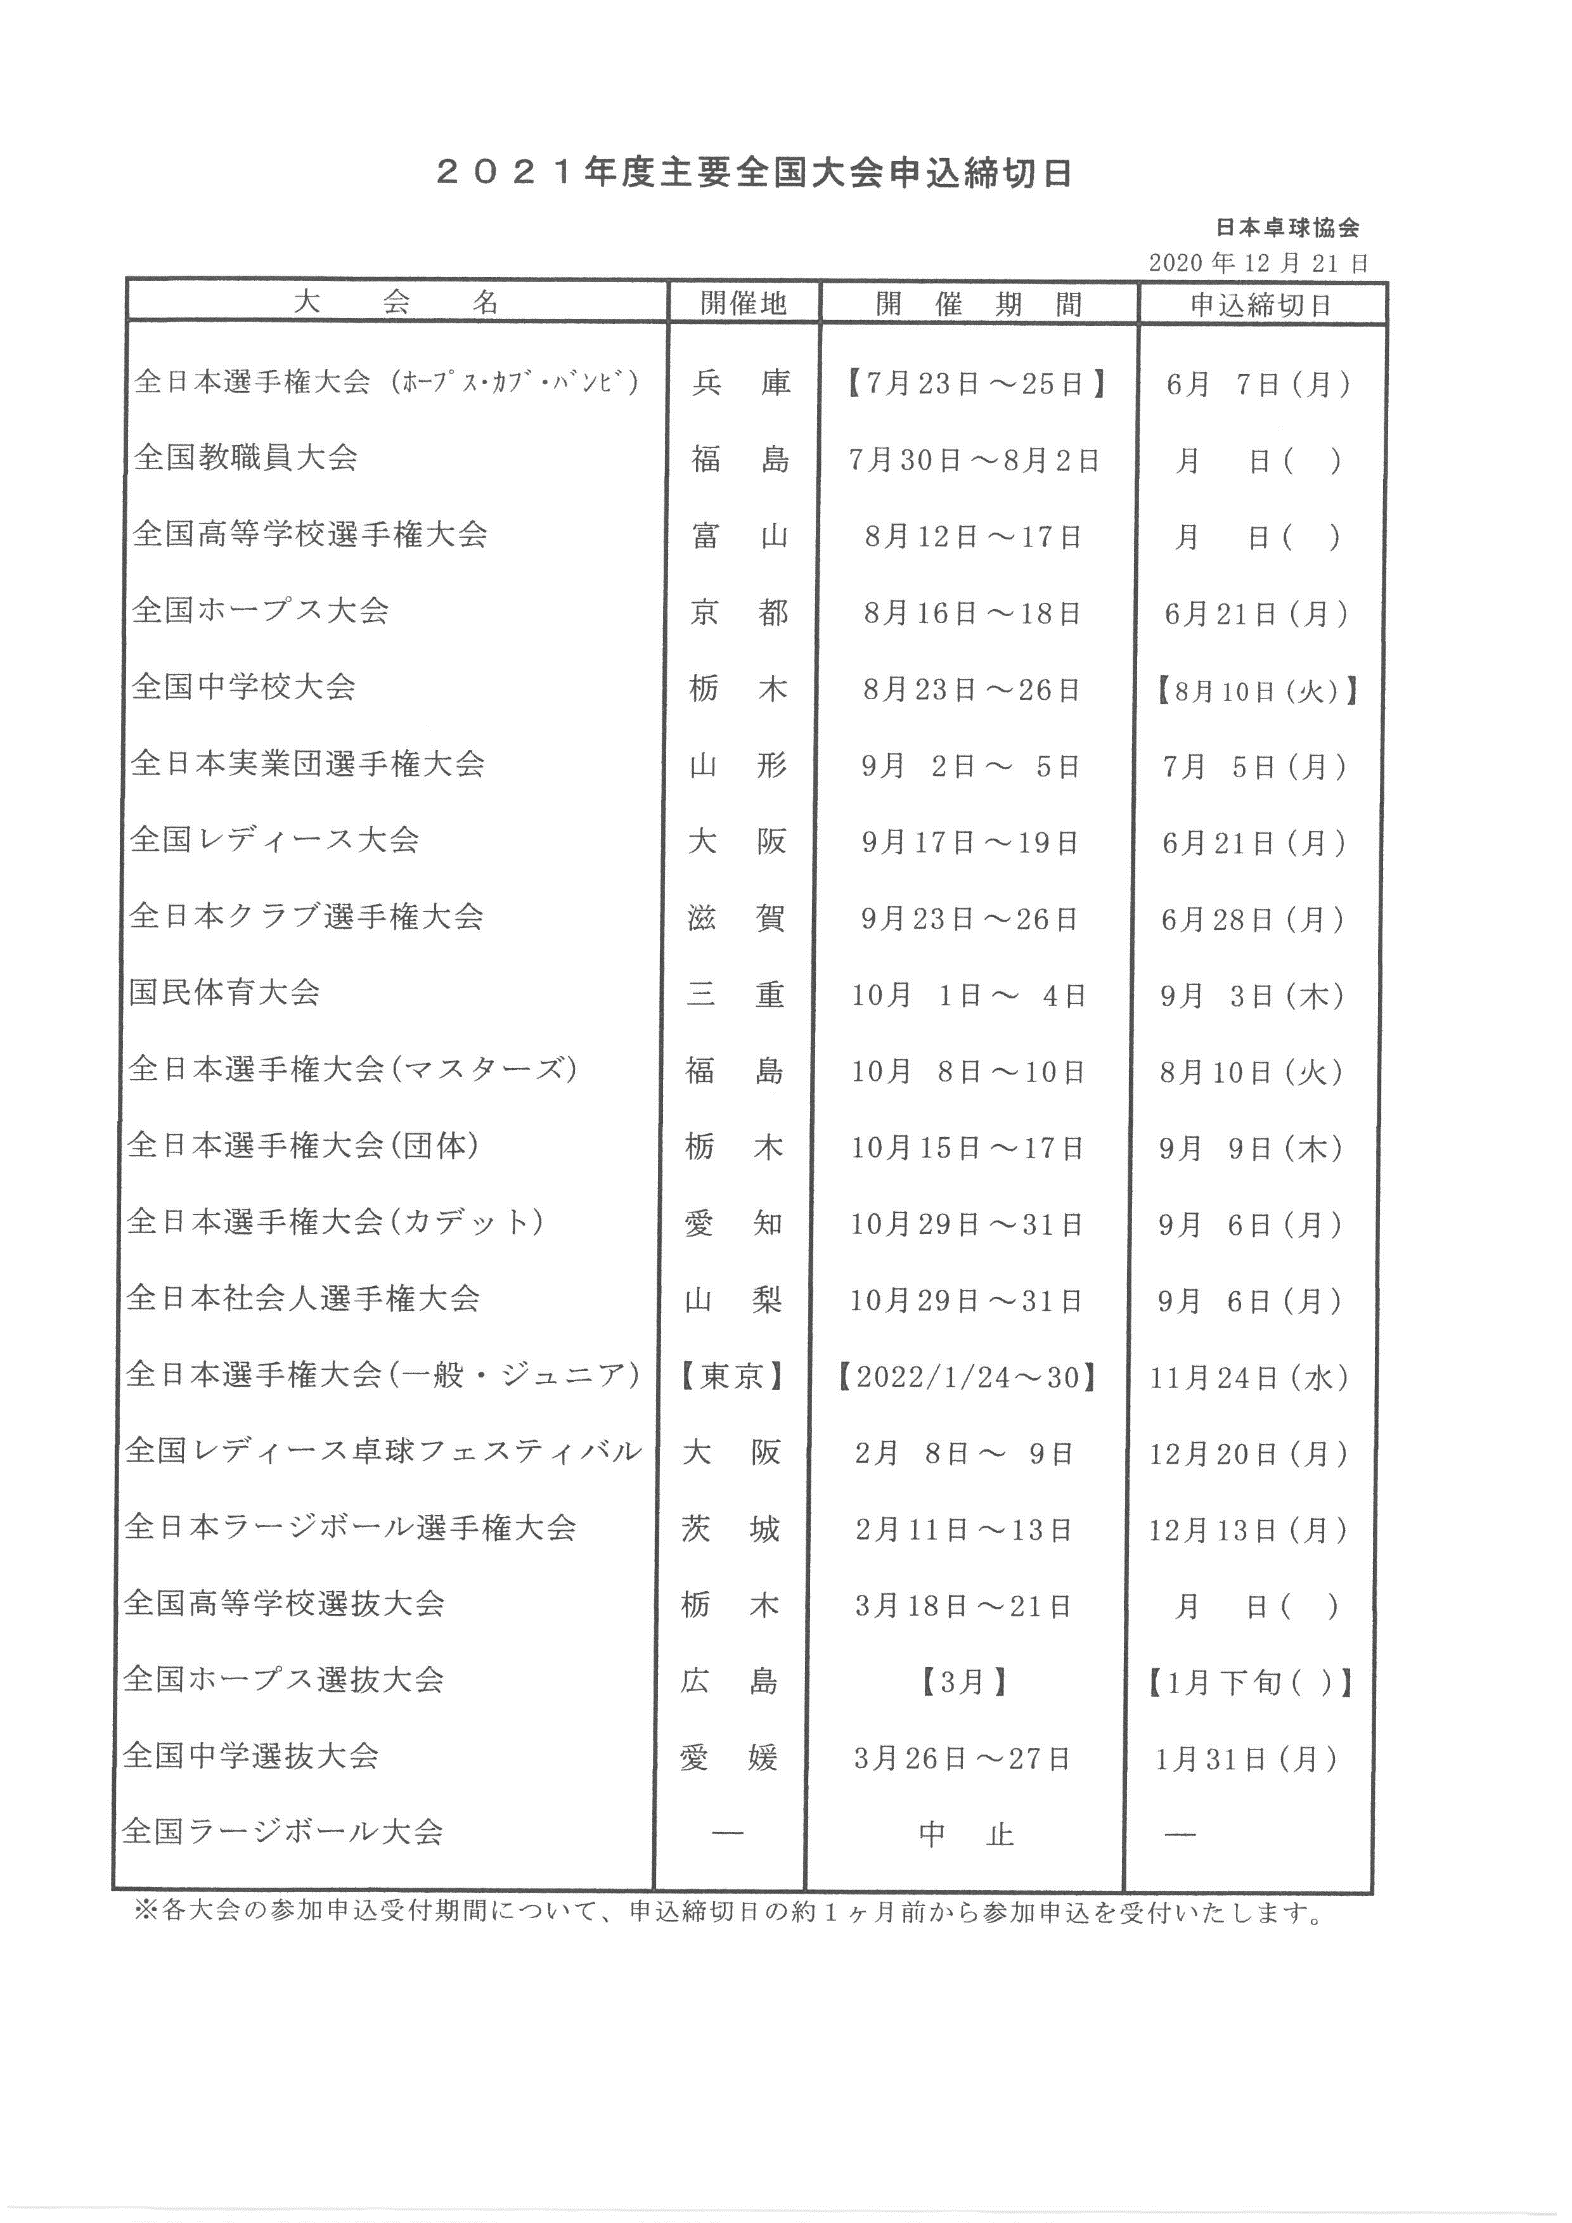 ２０２１年度主要全国大会申込締切日
日本卓球協会
2020年12月21日
大会名 開催地 開催期間 申込締切日
全日本選手権大会（ﾎｰﾌﾟｽ・ｶﾌﾞ・ﾊﾞﾝﾋﾞ） 兵庫 【7月23日～25日】 6月 7日(月)
全国教職員大会 福島 7月30日～8月2日 月 日( )
全国高等学校選手権大会 富山 8月12日～17日 月 日( )
全国ホープス大会 京都 8月16日～18日 6月21日(月)
全国中学校大会 栃木 8月23日～26日 【8月10日(火)】
全日本実業団選手権大会 山形 9月 2日～ 5日 7月 5日(月)
全国レディース大会 大阪 9月17日～19日 6月21日(月)
全日本クラブ選手権大会 滋賀 9月23日～26日 6月28日(月)
国民体育大会 三重 10月 1日～ 4日 9月 3日(木)
全日本選手権大会(マスターズ) 福島 10月 8日～10日 8月10日(火)
全日本選手権大会(団体) 栃木 10月15日～17日 9月 9日(木)
全日本選手権大会(カデット) 愛知 10月29日～31日 9月 6日(月)
全日本社会人選手権大会 山梨 10月29日～31日 9月 6日(月)
全日本選手権大会(一般・ジュニア) 【東京】 【2022/1/24～30】 11月24日(水)
全国レディース卓球フェスティバル 大阪 2月 8日～ 9日 12月20日(月)
全日本ラージボール選手権大会 茨城 2月11日～13日 12月13日(月)
全国高等学校選抜大会 栃木 3月18日～21日 月 日( )
全国ホープス選抜大会 広島 【3月】 【1月下旬( )】
全国中学選抜大会 愛媛 3月26日～27日 1月31日(月)
全国ラージボール大会 ― 中止 ―
※各大会の参加申込受付期間について、申込締切日の約１ヶ月前から参加申込を受付いたします。